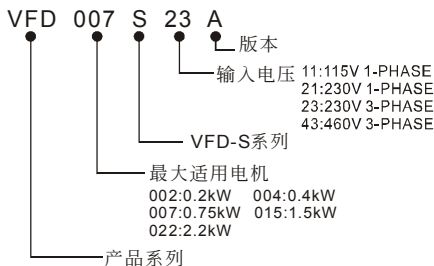 VFD 007 S 23 A
版本
输入电压 11:115V 1-PHASE
21:230V 1-PHASE
23:230V 3-PHASE
43:460V 3-PHASE
VFD-S系列
最大适用电机
002:0.2kW 004:0.4kW
007:0.75kW 015:1.5kW
022:2.2kW
产品系列